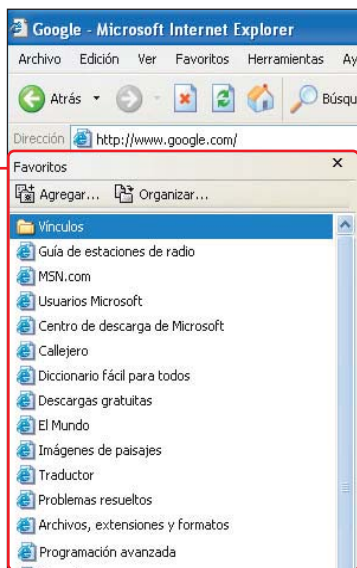 Google - Microsoft Internet Explorer
Archivo Edición Ver Favoritos Herramientas Ay
Atrás Búsqu
Dirección http://www.google.com/
Favoritos
Agregar... Organizar...
Vínculos
Guía de estaciones de radio
MSN.com
Usuarios Microsoft
Centro de descarga de Microsoft
Callejero
Diccionario fácil para todos
Descargas gratuitas
El Mundo
Imágenes de paisajes
Traductor
Problemas resueltos
Archivos, extensiones y formatos
Programación avanzada